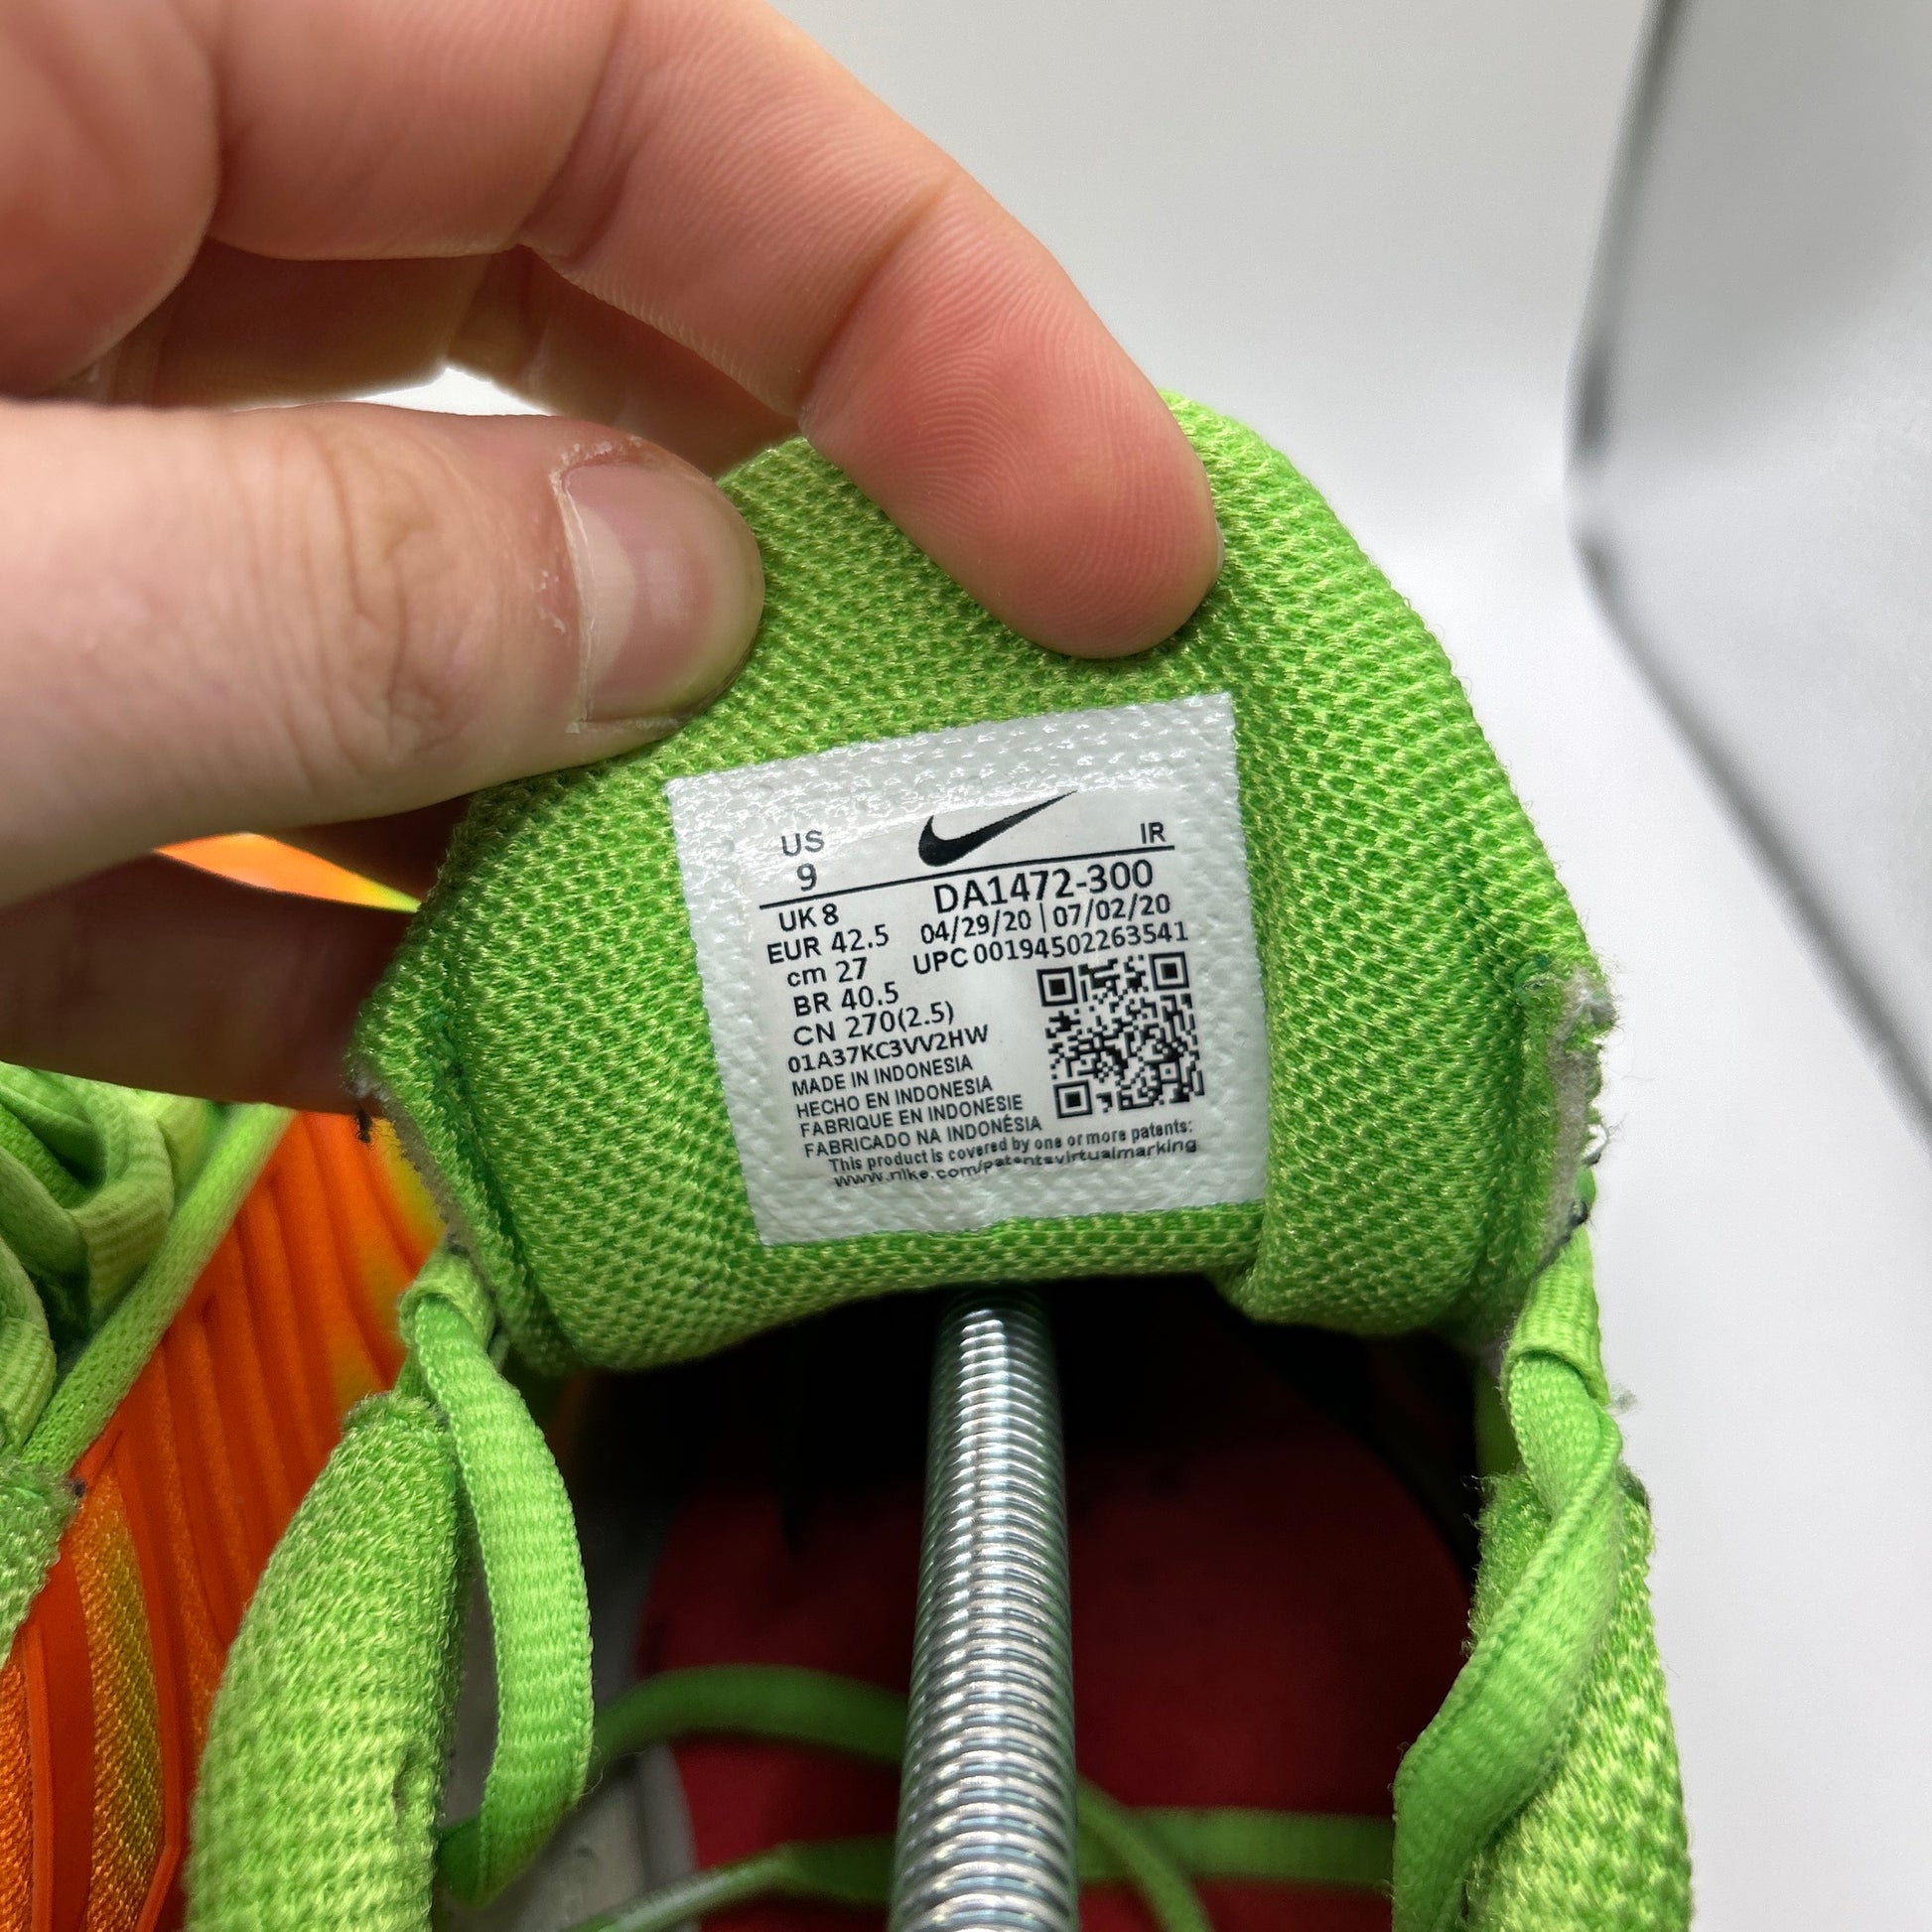 US IR
9 DA1472-300
UK 8 04/29/20 | 07/02/20
EUR 42.5 UPC 00194502263541
cm 27
BR 40.5
CN 270(2.5)
01A37KC3VV2HW
MADE IN INDONESIA
HECHO EN INDONESIA
FABRIQUE EN INDONESIE
FABRICADO NA INDONÉSIA
This product is covered by one or more patents:
www.nike.com/patentsvirtualmarking